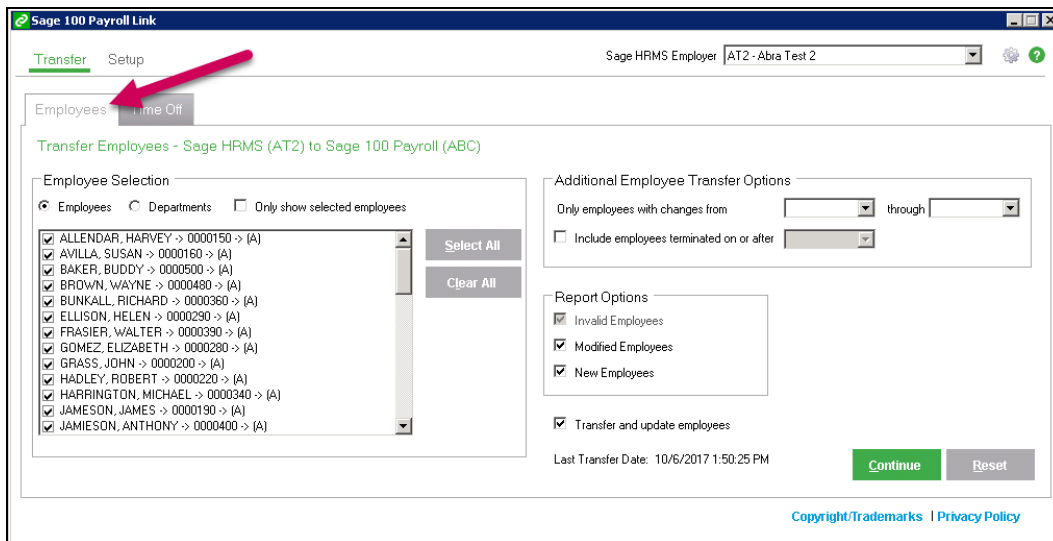 Sage 100 Payroll Link
Transfer Setup
Sage HRMS Employer AT2 - Abra Test 2
Employees Time Off
Transfer Employees - Sage HRMS (AT2) to Sage 100 Payroll (ABC)
Employee Selection
Employees Departments Only show selected employees
ALLENDAR, HARVEY -> 0000150 -> (A)
AVILLA, SUSAN -> 0000160 -> (A)
BAKER, BUDDY -> 0000500 -> (A)
BROWN, WAYNE -> 0000480 -> (A)
BUNKALL, RICHARD -> 0000360 -> (A)
ELLISON, HELEN -> 0000290 -> (A)
FRASIER, WALTER -> 0000390 -> (A)
GOMEZ, ELIZABETH -> 0000280 -> (A)
GRASS, JOHN -> 0000200 -> (A)
HADLEY, ROBERT -> 0000220 -> (A)
HARRINGTON, MICHAEL -> 0000340 -> (A)
JAMESON, JAMES -> 0000190 -> (A)
JAMIESON, ANTHONY -> 0000400 -> (A)
Select All
Clear All
Additional Employee Transfer Options
Only employees with changes from through
Include employees terminated on or after
Report Options
Invalid Employees
Modified Employees
New Employees
Transfer and update employees
Last Transfer Date: 10/6/2017 1:50:25 PM
Continue Reset
Copyright/Trademarks | Privacy Policy